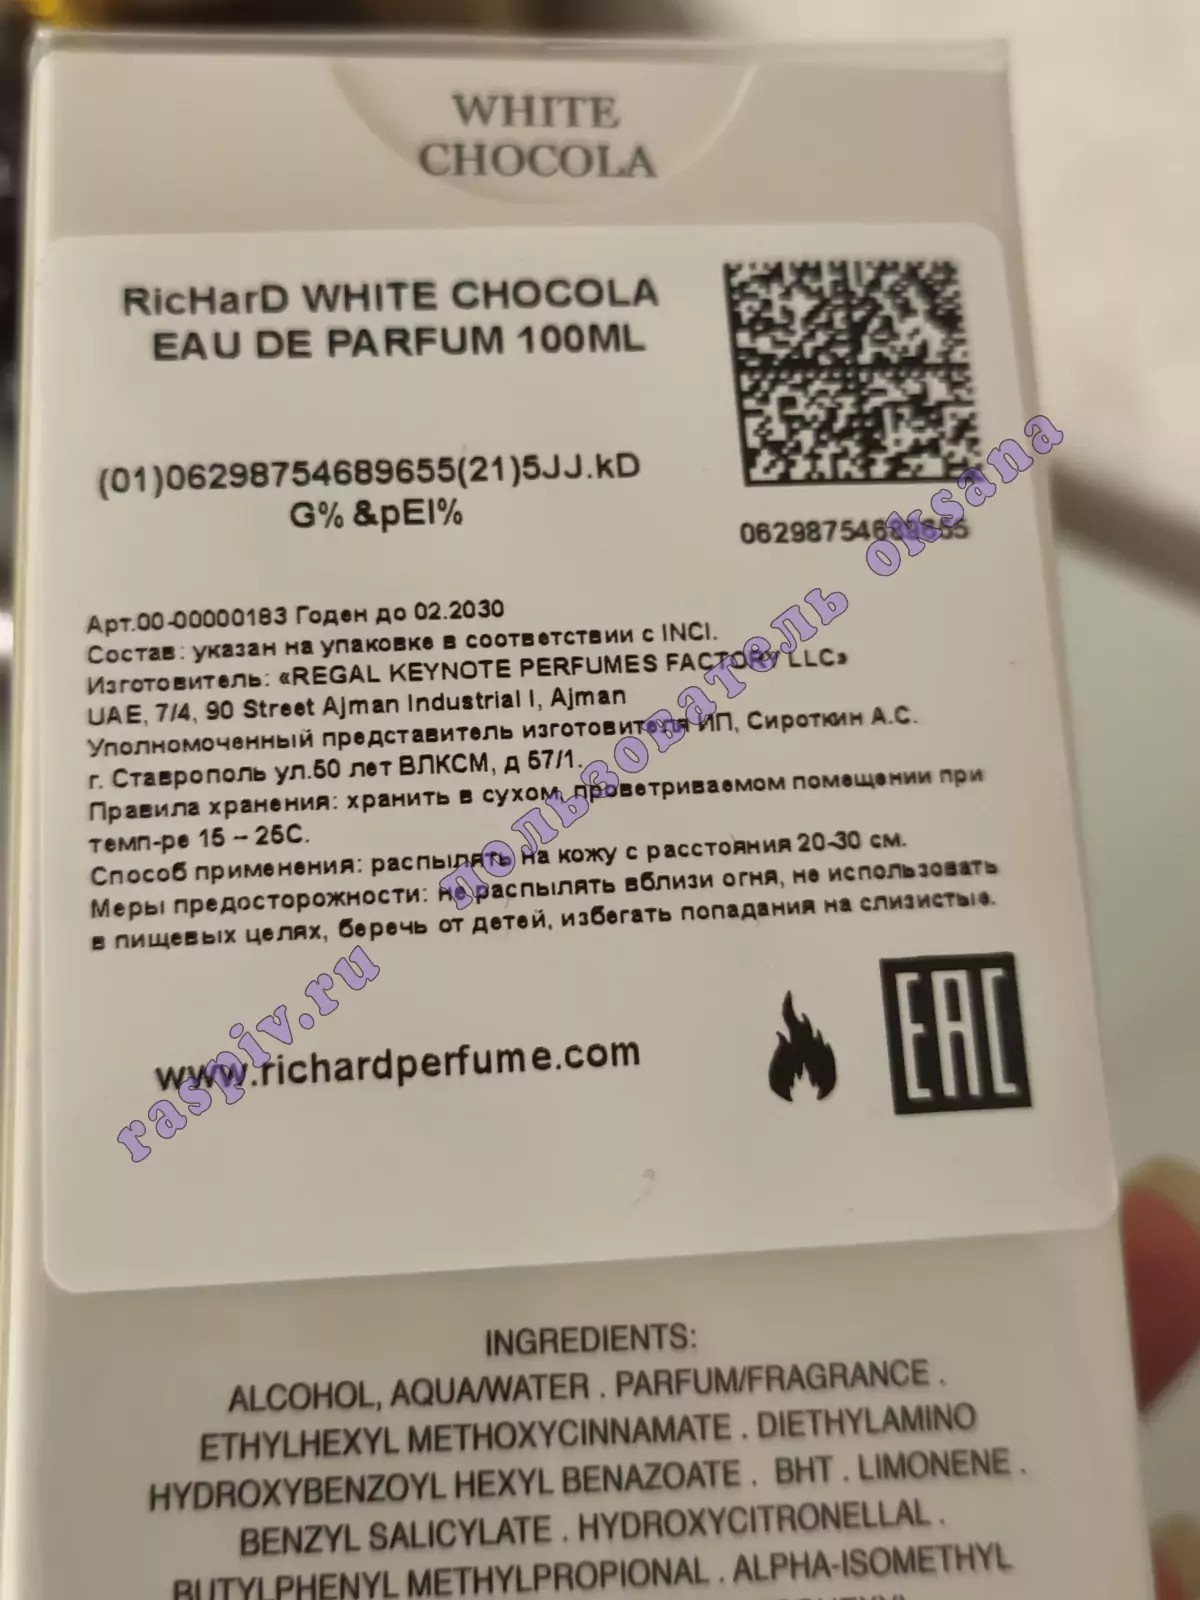 WHITE
CHOCOLA
RicHarD WHITE CHOCOLA
EAU DE PARFUM 100ML
(01)06298754689655(21)5JJ.kD
G% &pEI%
06298754689655
Арт.00-00000183 Годен до 02.2030
Состав: указан на упаковке в соответствии с INCI.
Изготовитель: «REGAL KEYNOTE PERFUMES FACTORY LLC»
UAE, 7/4, 90 Street Ajman Industrial I, Ajman
Уполномоченный представитель изготовителя ИП, Сироткин А.С.
г. Ставрополь ул.50 лет ВЛКСМ, д 57/1.
Правила хранения: хранить в сухом, проветриваемом помещении при
темп-ре 15 – 25С.
Способ применения: распылять на кожу с расстояния 20-30 см.
Меры предосторожности: не распылять вблизи огня, не использовать
в пищевых целях, беречь от детей, избегать попадания на слизистые.
www.richardperfume.com
EAC
raspiv.ru пользователь oksana
INGREDIENTS:
ALCOHOL, AQUA/WATER . PARFUM/FRAGRANCE .
ETHYLHEXYL METHOXYCINNAMATE . DIETHYLAMINO
HYDROXYBENZOYL HEXYL BENAZOATE . BHT . LIMONENE .
BENZYL SALICYLATE . HYDROXYCITRONELLAL .
BUTYLPHENYL METHYLPROPIONAL . ALPHA-ISOMETHYL